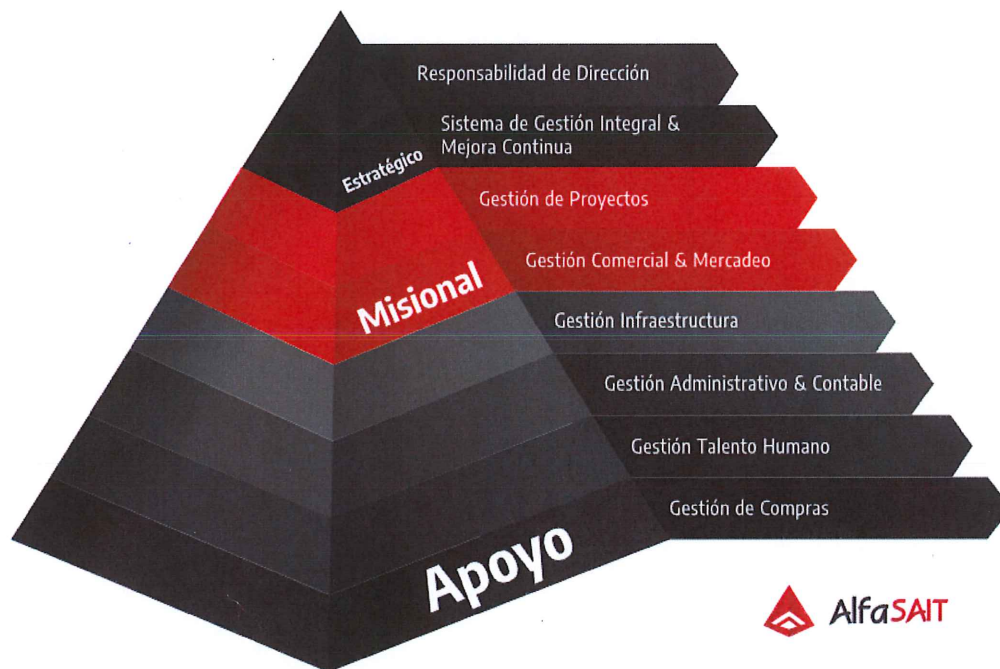 Responsabilidad de Dirección
Sistema de Gestión Integral &
Mejora Continua
Estratégico
Gestión de Proyectos
Gestión Comercial & Mercadeo
Misional
Gestión Infraestructura
Gestión Administrativo & Contable
Gestión Talento Humano
Gestión de Compras
Apoyo
AlfaSAIT